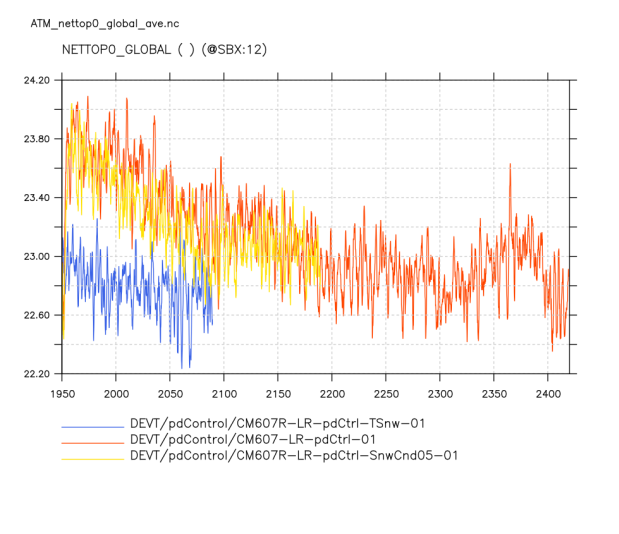 ATM_nettop0_global_ave.nc
NETTOP0_GLOBAL ( ) (@SBX:12)
24.20
23.80
23.40
23.00
22.60
22.20
1950 2000 2050 2100 2150 2200 2250 2300 2350 2400
DEVT/pdControl/CM607R-LR-pdCtrl-TSnw-01
DEVT/pdControl/CM607-LR-pdCtrl-01
DEVT/pdControl/CM607R-LR-pdCtrl-SnwCnd05-01